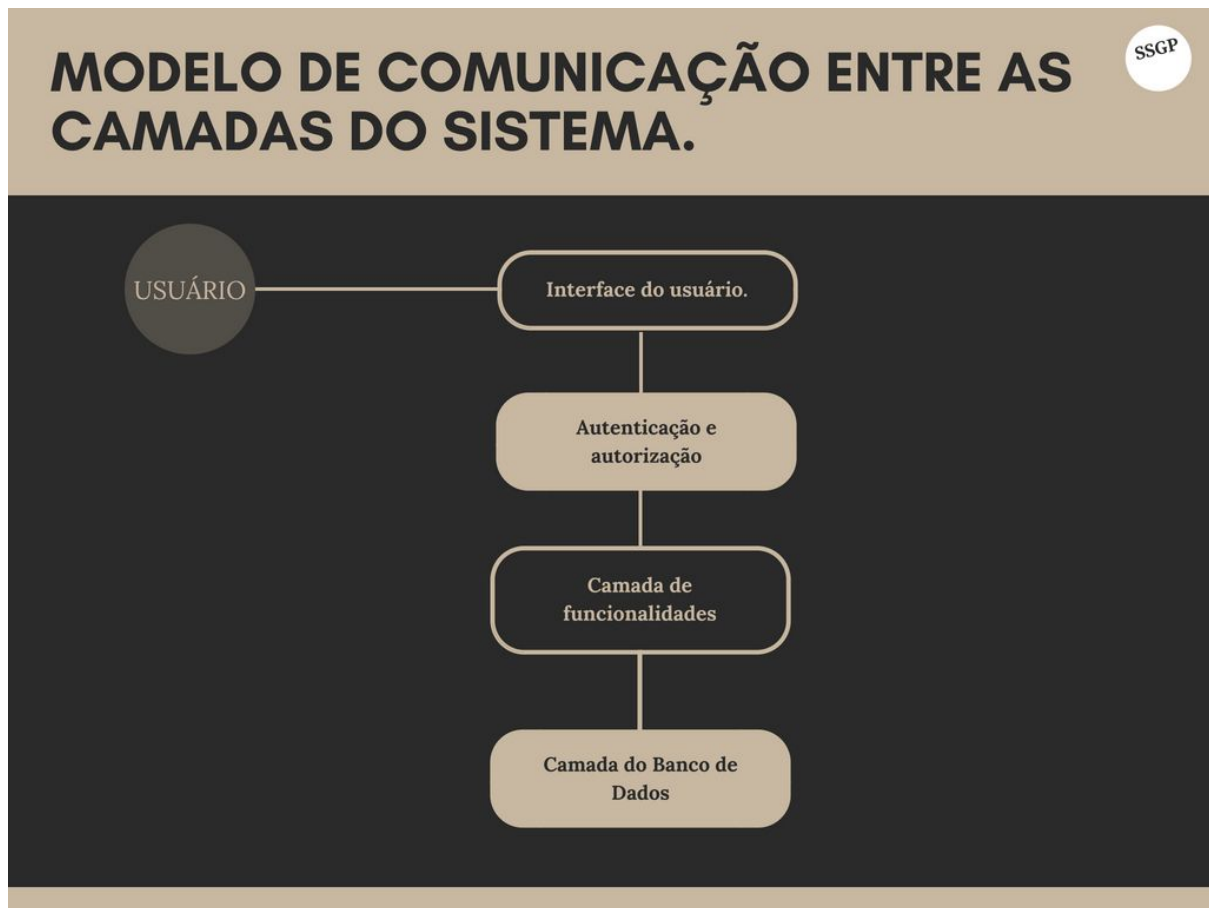 MODELO DE COMUNICAÇÃO ENTRE AS
CAMADAS DO SISTEMA.
SSGP
USUÁRIO
Interface do usuário.
Autenticação e
autorização
Camada de
funcionalidades
Camada do Banco de
Dados